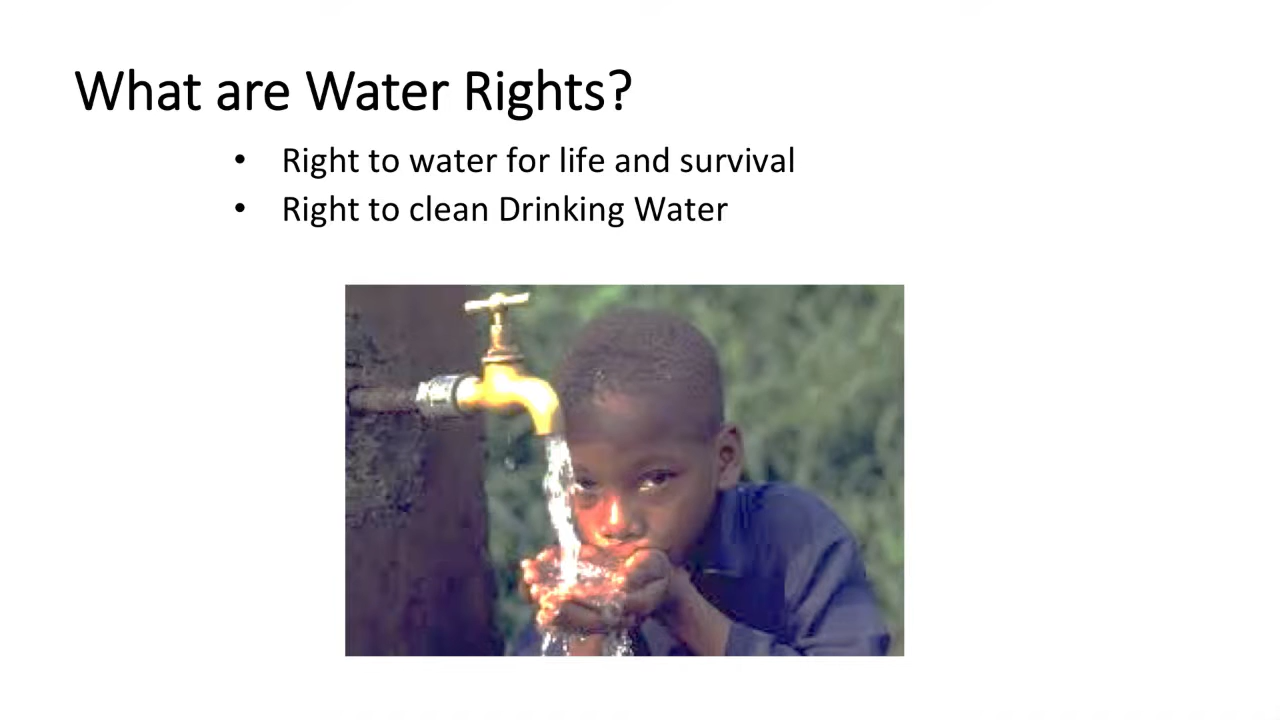 What are Water Rights?
• Right to water for life and survival
• Right to clean Drinking Water